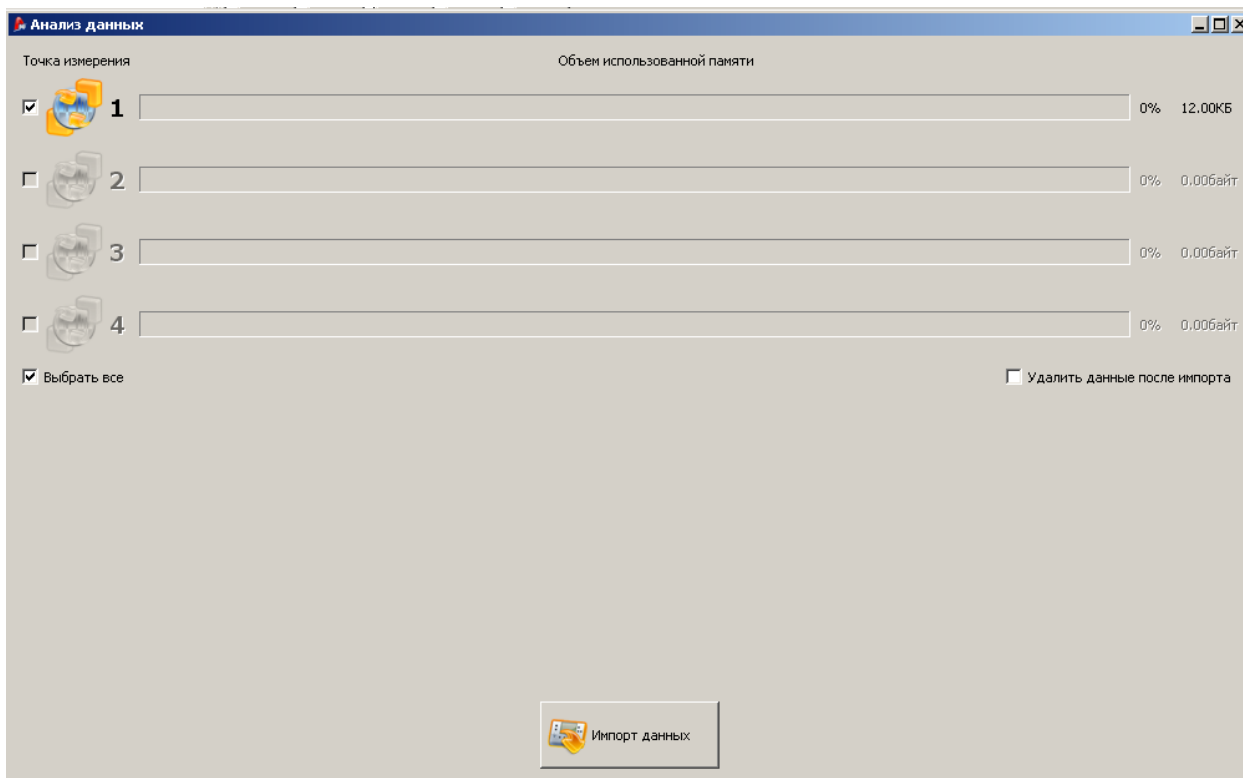 Анализ данных
Точка измерения Объем использованной памяти
1 0% 12.00КБ
2 0% 0.00байт
3 0% 0.00байт
4 0% 0.00байт
Выбрать все Удалить данные после импорта
Импорт данных